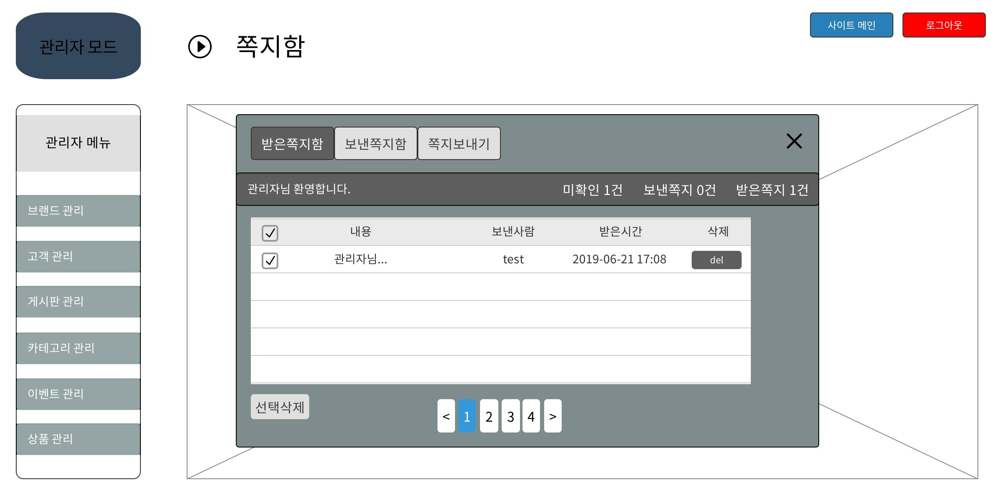 관리자 모드
쪽지함
사이트 메인
로그아웃
관리자 메뉴
브랜드 관리
고객 관리
게시판 관리
카테고리 관리
이벤트 관리
상품 관리
받은쪽지함 보낸쪽지함 쪽지보내기
관리자님 환영합니다. 미확인 1건 보낸쪽지 0건 받은쪽지 1건
내용 보낸사람 받은시간 삭제
관리자님... test 2019-06-21 17:08 del
선택삭제
< 1 2 3 4 >